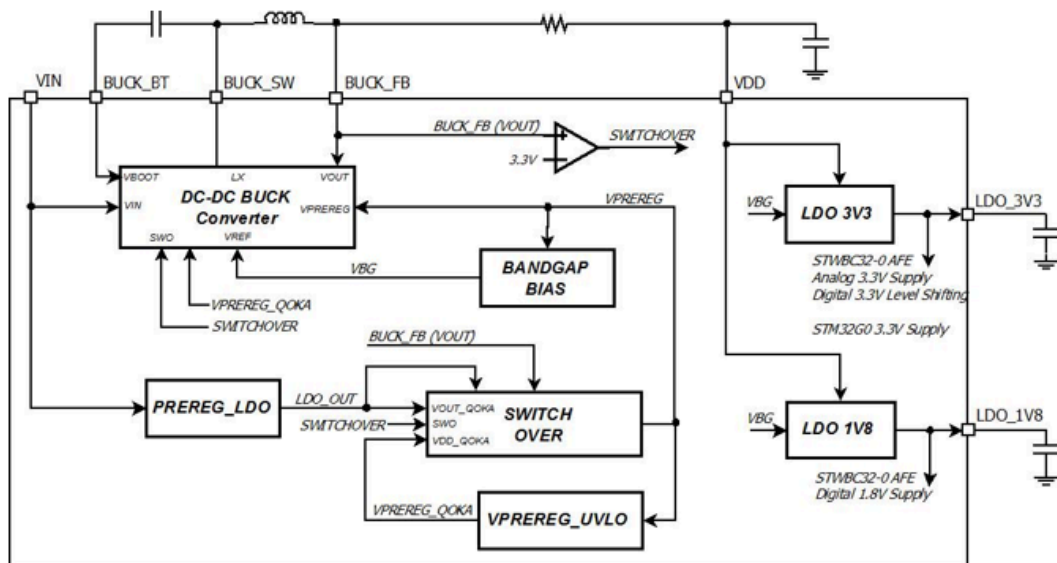 VIN
BUCK_BT
BUCK_SW
BUCK_FB
VDD
BUCK_FB (VOUT)
SWITCHOVER
3.3V
VBOOT
LX
VOUT
DC-DC BUCK
Converter
VIN
VPREREG
SWO
VREF
VPREREG
VBG
BANDGAP
BIAS
VPREREG_QOKA
SWITCHOVER
VBG
LDO 3V3
LDO_3V3
STWBC32-0 AFE
Analog 3.3V Supply
Digital 3.3V Level Shifting
STM32G0 3.3V Supply
BUCK_FB (VOUT)
PREREG_LDO
LDO_OUT
SWITCHOVER
VOUT_QOKA
SWO
VDD_QOKA
SWITCH
OVER
VPREREG_QOKA
VPREREG_UVLO
VBG
LDO 1V8
LDO_1V8
STWBC32-0 AFE
Digital 1.8V Supply